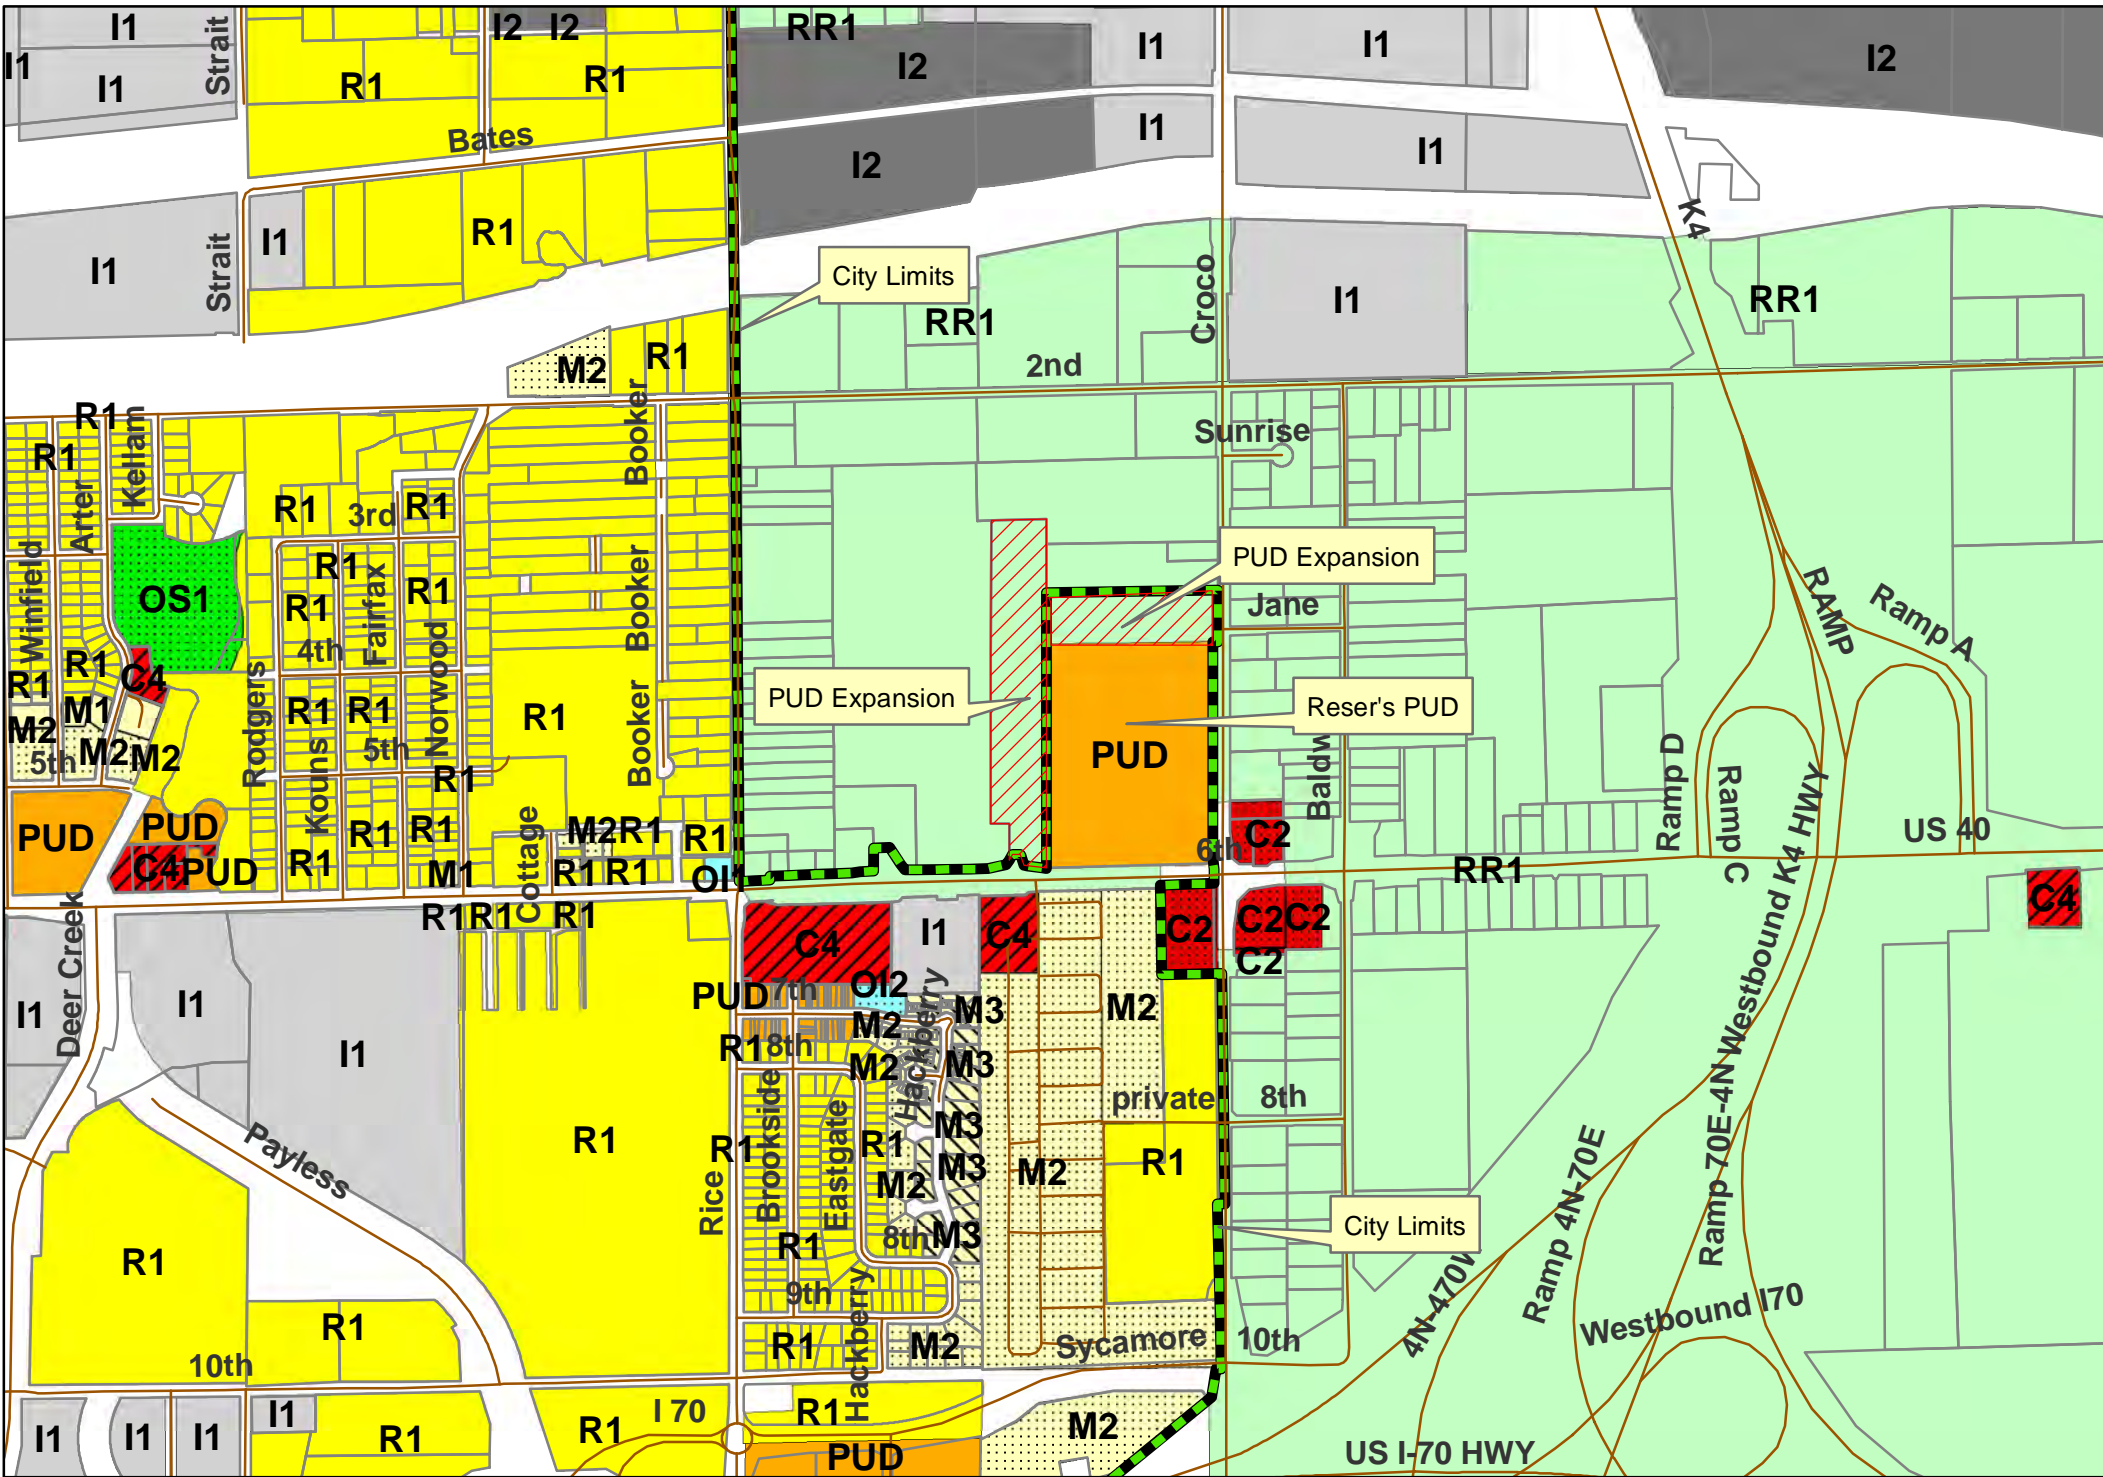 I1
Strait
I2
I2
RR1
I1
I1
I2
I1
I1
R1
R1
I2
Bates
I2
I1
I1
K4
I1
Strait
I1
R1
City Limits
RR1
Croco
I1
RR1
M2
R1
2nd
R1
Kellam
Booker
Sunrise
R1
Arter
R1
3rd
R1
Winfield
OS1
R1
Fairfax
R1
R1
Booker
PUD Expansion
Jane
RAMP
Ramp A
R1
4th
Norwood
R1
C4
Rodgers
PUD Expansion
Reser's PUD
M1
M2
M2
M2
5th
R1
R1
Kouns
5th
R1
R1
Booker
PUD
Baldw
Ramp D
Ramp C
PUD
PUD
C4
PUD
R1
R1
R1
M1
Cottage
M2
R1
R1
R1
R1
OI1
6th
C2
RR1
US 40
C4
Deer Creek
R1
R1
R1
C4
I1
C4
C2
C2
C2
C2
I1
I1
I1
PUD
7th
OI2
Hackberry
M3
M2
M2
R1
8th
M2
M3
Ramp 70E-4N Westbound K4 HWY
Payless
R1
R1
Brookside
Eastgate
R1
M2
M3
M3
M2
private
8th
R1
Rice
R1
8th
M3
City Limits
Ramp 4N-70E
4N-470W
R1
R1
9th
Hackberry
Westbound I70
10th
R1
M2
Sycamore
10th
I1
I1
I1
I1
R1
R1
I 70
R1
PUD
M2
US I-70 HWY